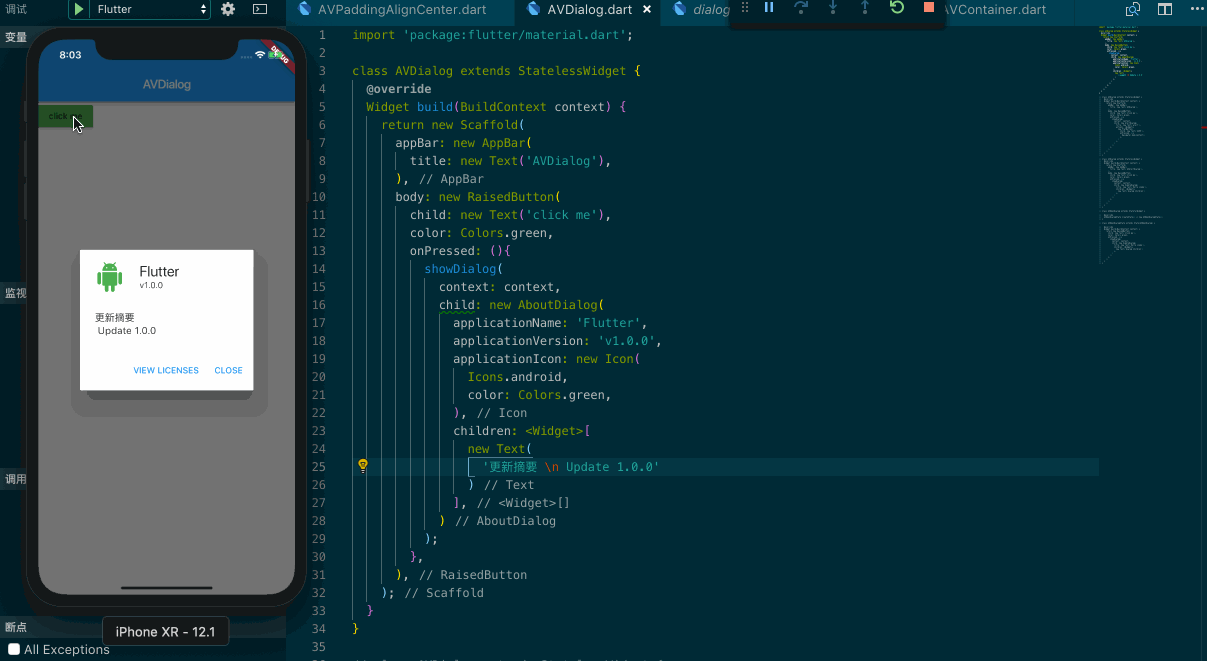 调试
Flutter
AVPaddingAlignCenter.dart
AVDialog.dart
dialog
AVContainer.dart
变量
监视
调用
断点
All Exceptions
8:03
DEBUG
AVDialog
click
Flutter
v1.0.0
更新摘要
Update 1.0.0
VIEW LICENSES CLOSE
iPhone XR - 12.1
1 import 'package:flutter/material.dart';
2
3 class AVDialog extends StatelessWidget {
4 @override
5 Widget build(BuildContext context) {
6 return new Scaffold(
7 appBar: new AppBar(
8 title: new Text('AVDialog'),
9 ), // AppBar
10 body: new RaisedButton(
11 child: new Text('click me'),
12 color: Colors.green,
13 onPressed: (){
14 showDialog(
15 context: context,
16 child: new AboutDialog(
17 applicationName: 'Flutter',
18 applicationVersion: 'v1.0.0',
19 applicationIcon: new Icon(
20 Icons.android,
21 color: Colors.green,
22 ), // Icon
23 children: <Widget>[
24 new Text(
25 '更新摘要 \n Update 1.0.0'
26 ) // Text
27 ], // <Widget>[]
28 ) // AboutDialog
29 );
30 },
31 ), // RaisedButton
32 ); // Scaffold
33 }
34 }
35